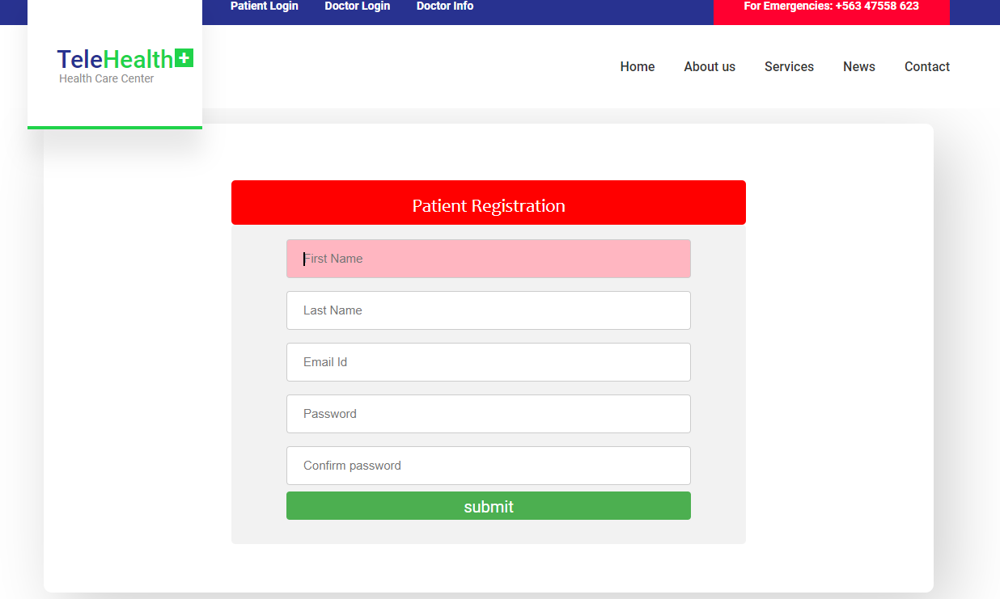 Patient Login Doctor Login Doctor Info For Emergencies: +563 47558 623
TeleHealth
Health Care Center
Home About us Services News Contact
Patient Registration
First Name
Last Name
Email Id
Password
Confirm password
submit